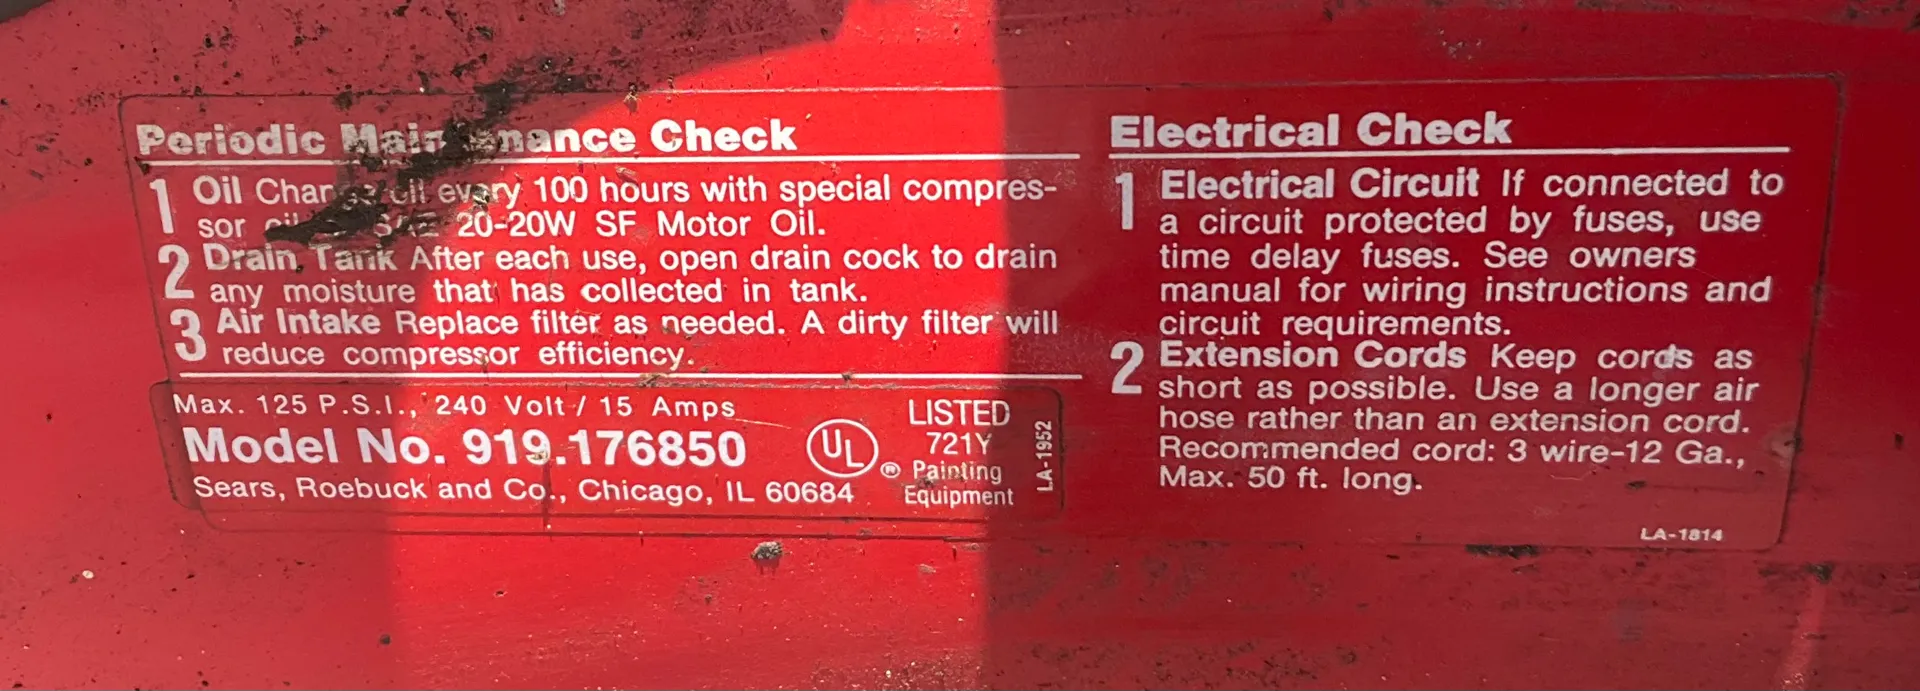 Periodic Maintenance Check
1 Oil Change oil every 100 hours with special compres-
sor oil SAE 20-20W SF Motor Oil.
2 Drain Tank After each use, open drain cock to drain
any moisture that has collected in tank.
3 Air Intake Replace filter as needed. A dirty filter will
reduce compressor efficiency.
Max. 125 P.S.I., 240 Volt / 15 Amps
Model No. 919.176850
Sears, Roebuck and Co., Chicago, IL 60684
UL ®
LISTED
721Y
Painting
Equipment
LA-1952
Electrical Check
1 Electrical Circuit If connected to
a circuit protected by fuses, use
time delay fuses. See owners
manual for wiring instructions and
circuit requirements.
2 Extension Cords Keep cords as
short as possible. Use a longer air
hose rather than an extension cord.
Recommended cord: 3 wire-12 Ga.,
Max. 50 ft. long.
LA-1814